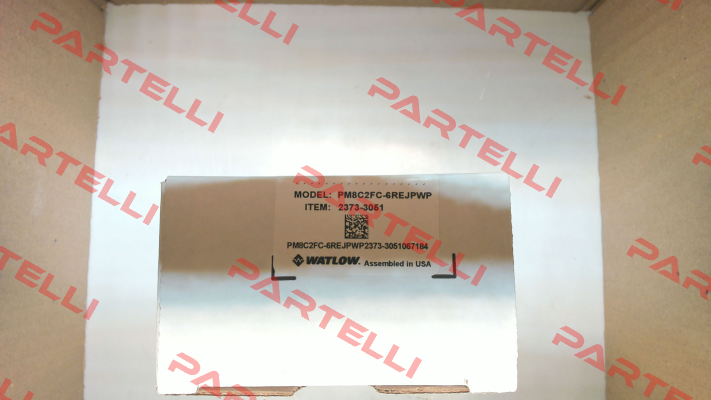 MODEL: PM8C2FC-6REJPWP
ITEM: 2373-3051
PM8C2FC-6REJPWP2373-3051067184
WATLOW. Assembled in USA
PARTELLI
PARTELLI
PARTELLI
PARTELLI
PARTELLI
PARTELLI
PARTELLI
PARTELLI
PARTELLI